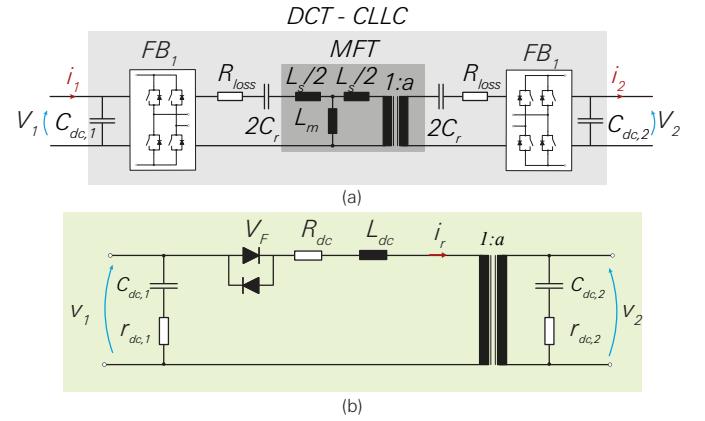 DCT - CLLC
i1 FB1 MFT FB1 i2
Rloss Ls/2 Ls/2 1:a Rloss
V1 Cdc,1 2Cr Lm 2Cr Cdc,2 V2
(a)
VF Rdc Ldc ir 1:a
Cdc,1 Cdc,2
v1 v2
rdc,1 rdc,2
(b)